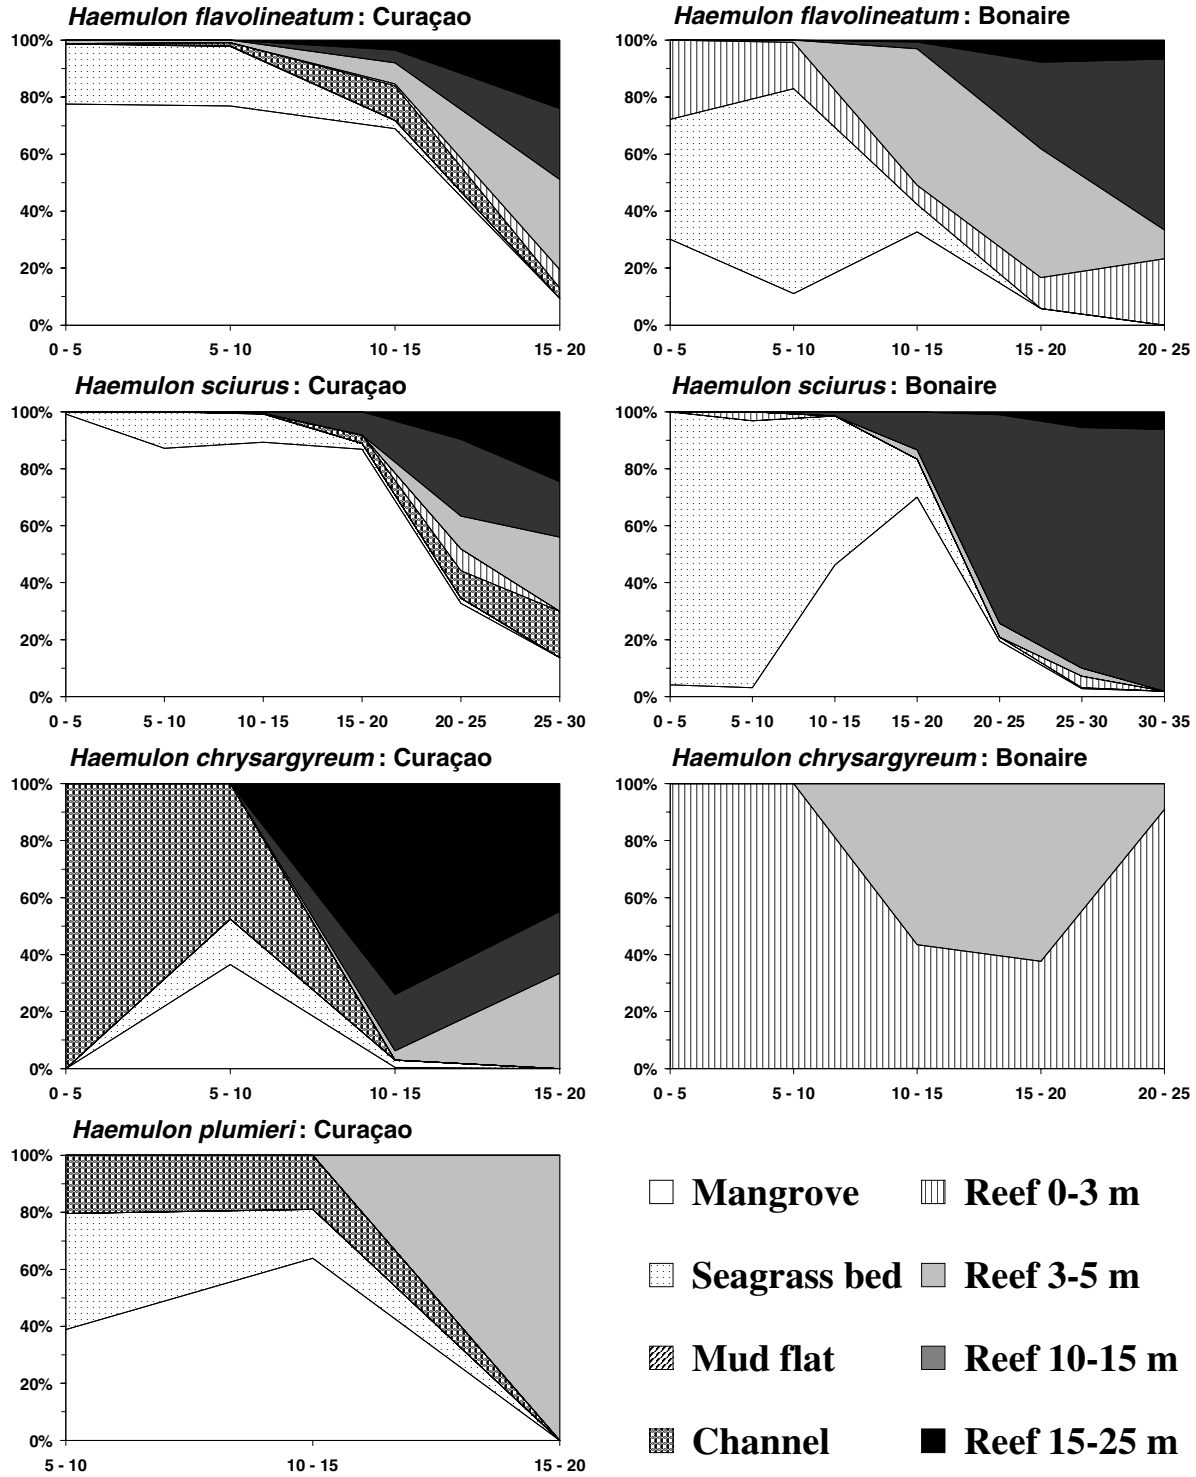 Haemulon flavolineatum: Curaçao
100%
80%
60%
40%
20%
0%
0 - 5 5 - 10 10 - 15 15 - 20
Haemulon flavolineatum: Bonaire
100%
80%
60%
40%
20%
0%
0 - 5 5 - 10 10 - 15 15 - 20 20 - 25
Haemulon sciurus: Curaçao
100%
80%
60%
40%
20%
0%
0 - 5 5 - 10 10 - 15 15 - 20 20 - 25 25 - 30
Haemulon sciurus: Bonaire
100%
80%
60%
40%
20%
0%
0 - 5 5 - 10 10 - 15 15 - 20 20 - 25 25 - 30 30 - 35
Haemulon chrysargyreum: Curaçao
100%
80%
60%
40%
20%
0%
0 - 5 5 - 10 10 - 15 15 - 20
Haemulon chrysargyreum: Bonaire
100%
80%
60%
40%
20%
0%
0 - 5 5 - 10 10 - 15 15 - 20 20 - 25
Haemulon plumieri: Curaçao
100%
80%
60%
40%
20%
0%
5 - 10 10 - 15 15 - 20
Mangrove Reef 0-3 m
Seagrass bed Reef 3-5 m
Mud flat Reef 10-15 m
Channel Reef 15-25 m